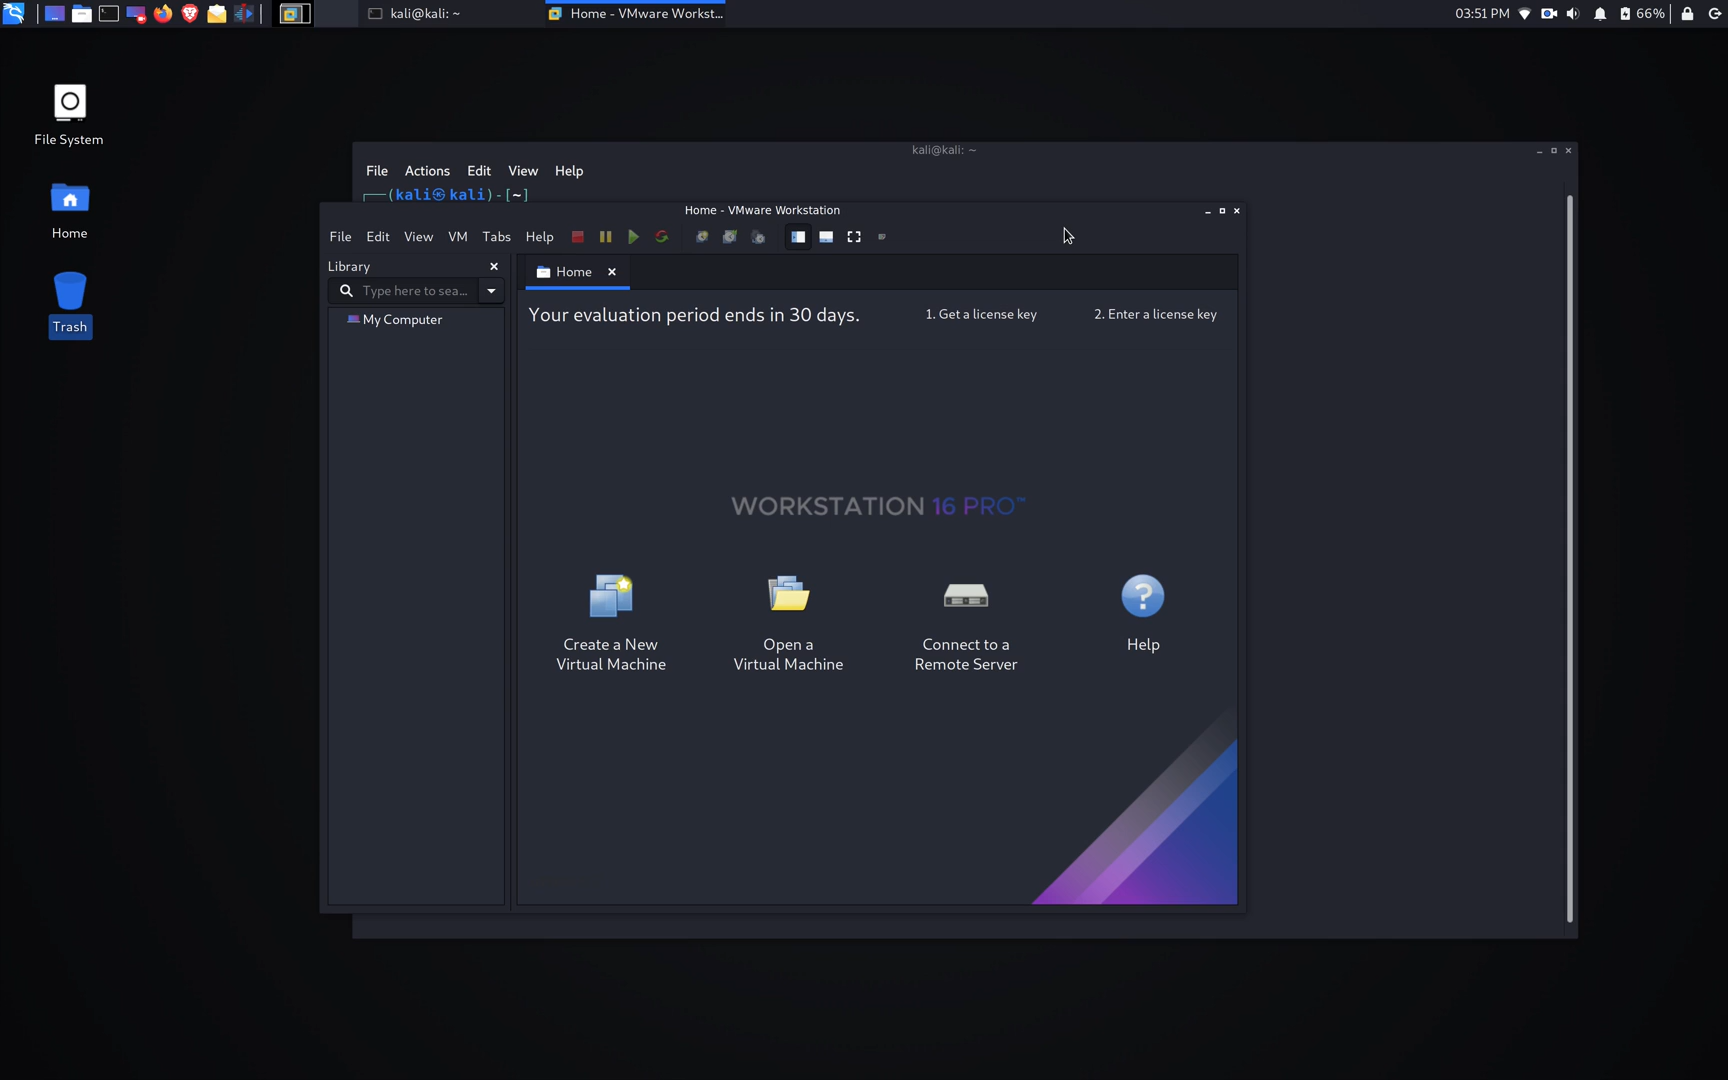 kali@kali: ~
Home - VMware Workst...
03:51 PM
66%
File System
Home
Trash
kali@kali: ~
File Actions Edit View Help
(kali㉿kali)-[~]
Home - VMware Workstation
File Edit View VM Tabs Help
Library
Type here to sea...
My Computer
Home
Your evaluation period ends in 30 days.
1. Get a license key
2. Enter a license key
WORKSTATION 16 PRO™
Create a New
Virtual Machine
Open a
Virtual Machine
Connect to a
Remote Server
Help